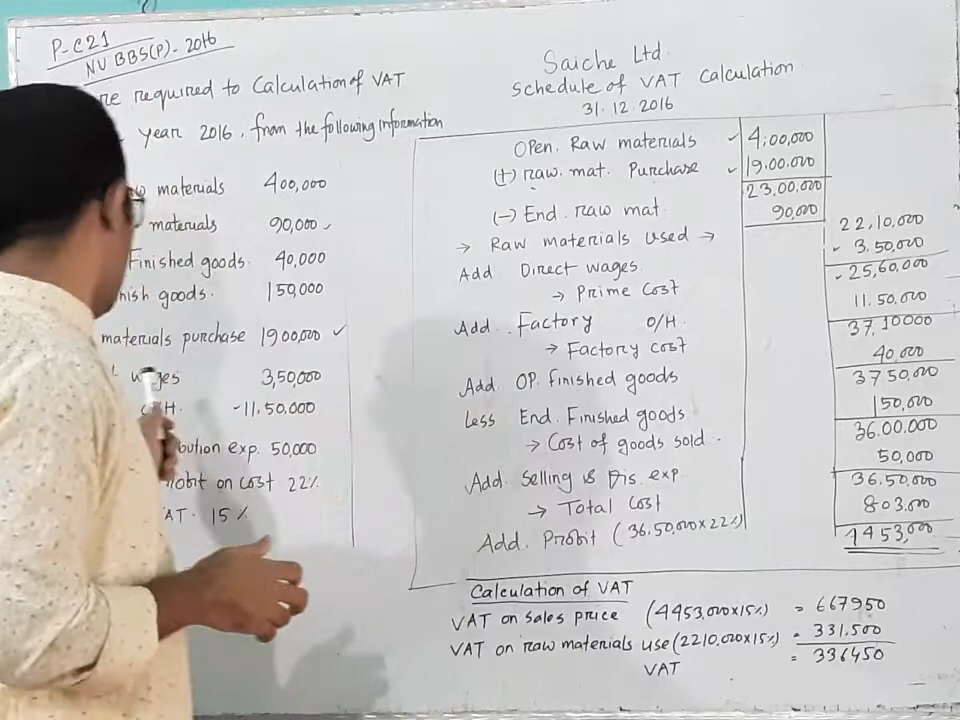 P-C21
NU BBS(P)-2016
re required to Calculation of VAT
year 2016, from the following information
w materials 400,000
materials 90,000
Finished goods. 40,000
nish goods. 150,000
materials purchase 1900000
wages 3,50,000
H. -11,50,000
bution exp. 50,000
robit on cost 22%
AT. 15%
Saiche Ltd.
Schedule of VAT Calculation
31.12.2016
Open. Raw materials 4,00,000
(+) raw. mat. Purchase 19,00,000
23,00,000
(-) End. raw mat. 90,000
→ Raw materials used → 22,10,000
Add Direct wages 3,50,000
→ Prime Cost 25,60,000
Add.. Factory O/H. 11.50,000
→ Factory cost 37,10000
Add OP. finished goods 40,000
3750,000
Less End. Finished goods 150,000
→ Cost of goods sold. 36.00.000
Add. Selling & Dis. exp. 50,000
→ Total Cost 36.50,000
Add. Probit (36,50,000×22%) 803,000
4453,000
Calculation of VAT
VAT on sales price (4453,000×15%) = 667950
VAT on raw materials use (2210,000×15%) = 331.500
VAT = 336450